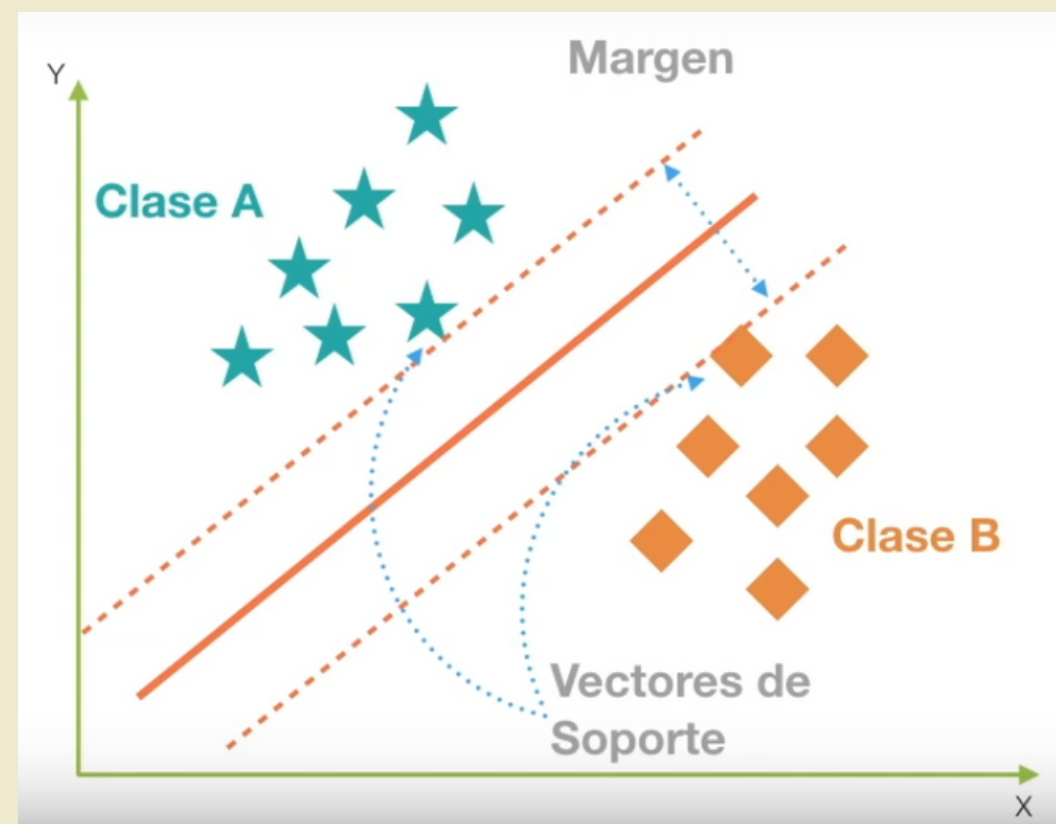 Margen
Y
Clase A
Clase B
Vectores de
Soporte
X